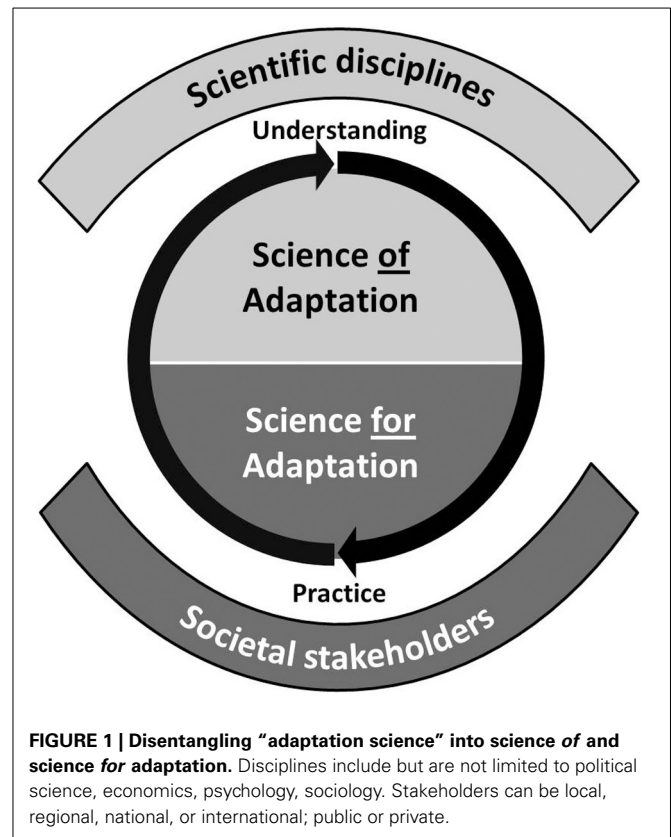 Scientific disciplines
Understanding
Science of
Adaptation
Science for
Adaptation
Practice
Societal stakeholders
FIGURE 1 | Disentangling “adaptation science” into science of and
science for adaptation. Disciplines include but are not limited to political
science, economics, psychology, sociology. Stakeholders can be local,
regional, national, or international; public or private.